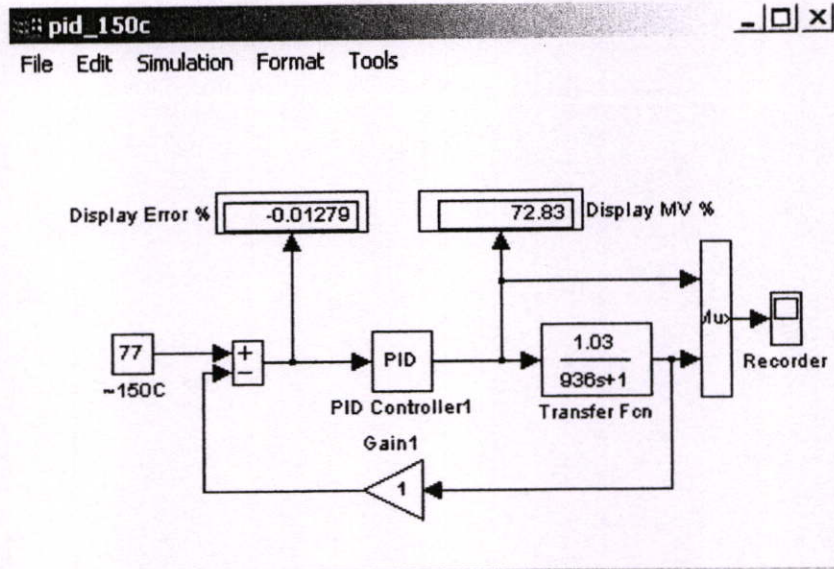 pid_150c
File Edit Simulation Format Tools
Display Error %
-0.01279
72.83
Display MV %
77
~150C
+
−
PID
PID Controller1
1.03
936s+1
Transfer Fcn
Mux
Recorder
Gain1
1